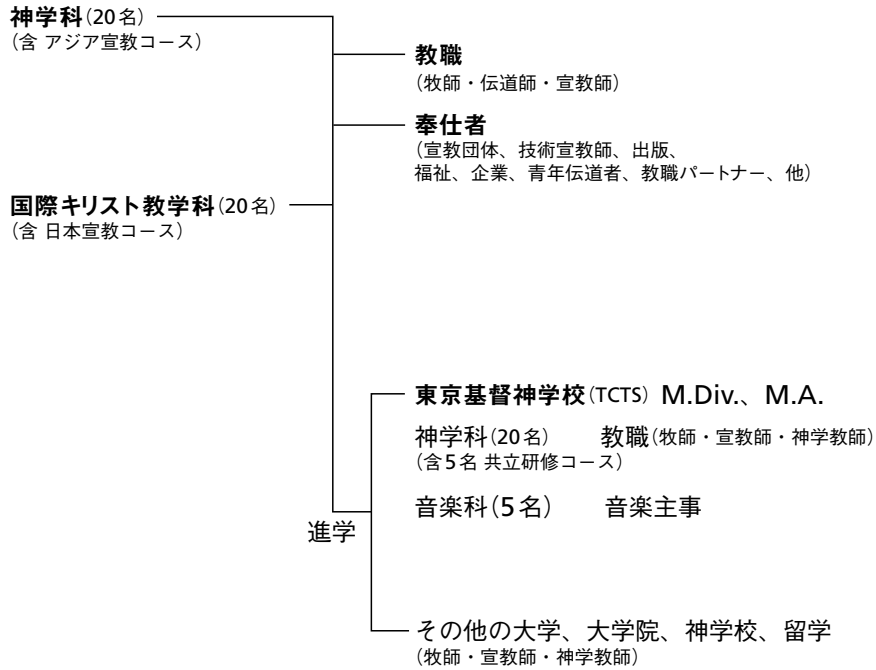 神学科(20名)
(含 アジア宣教コース)
教職
(牧師・伝道師・宣教師)
奉仕者
(宣教団体、技術宣教師、出版、
福祉、企業、青年伝道者、教職パートナー、他)
国際キリスト教学科(20名)
(含 日本宣教コース)
東京基督神学校(TCTS) M.Div.、M.A.
神学科(20名) 教職(牧師・宣教師・神学教師)
(含5名 共立研修コース)
音楽科(5名) 音楽主事
進学
その他の大学、大学院、神学校、留学
(牧師・宣教師・神学教師)